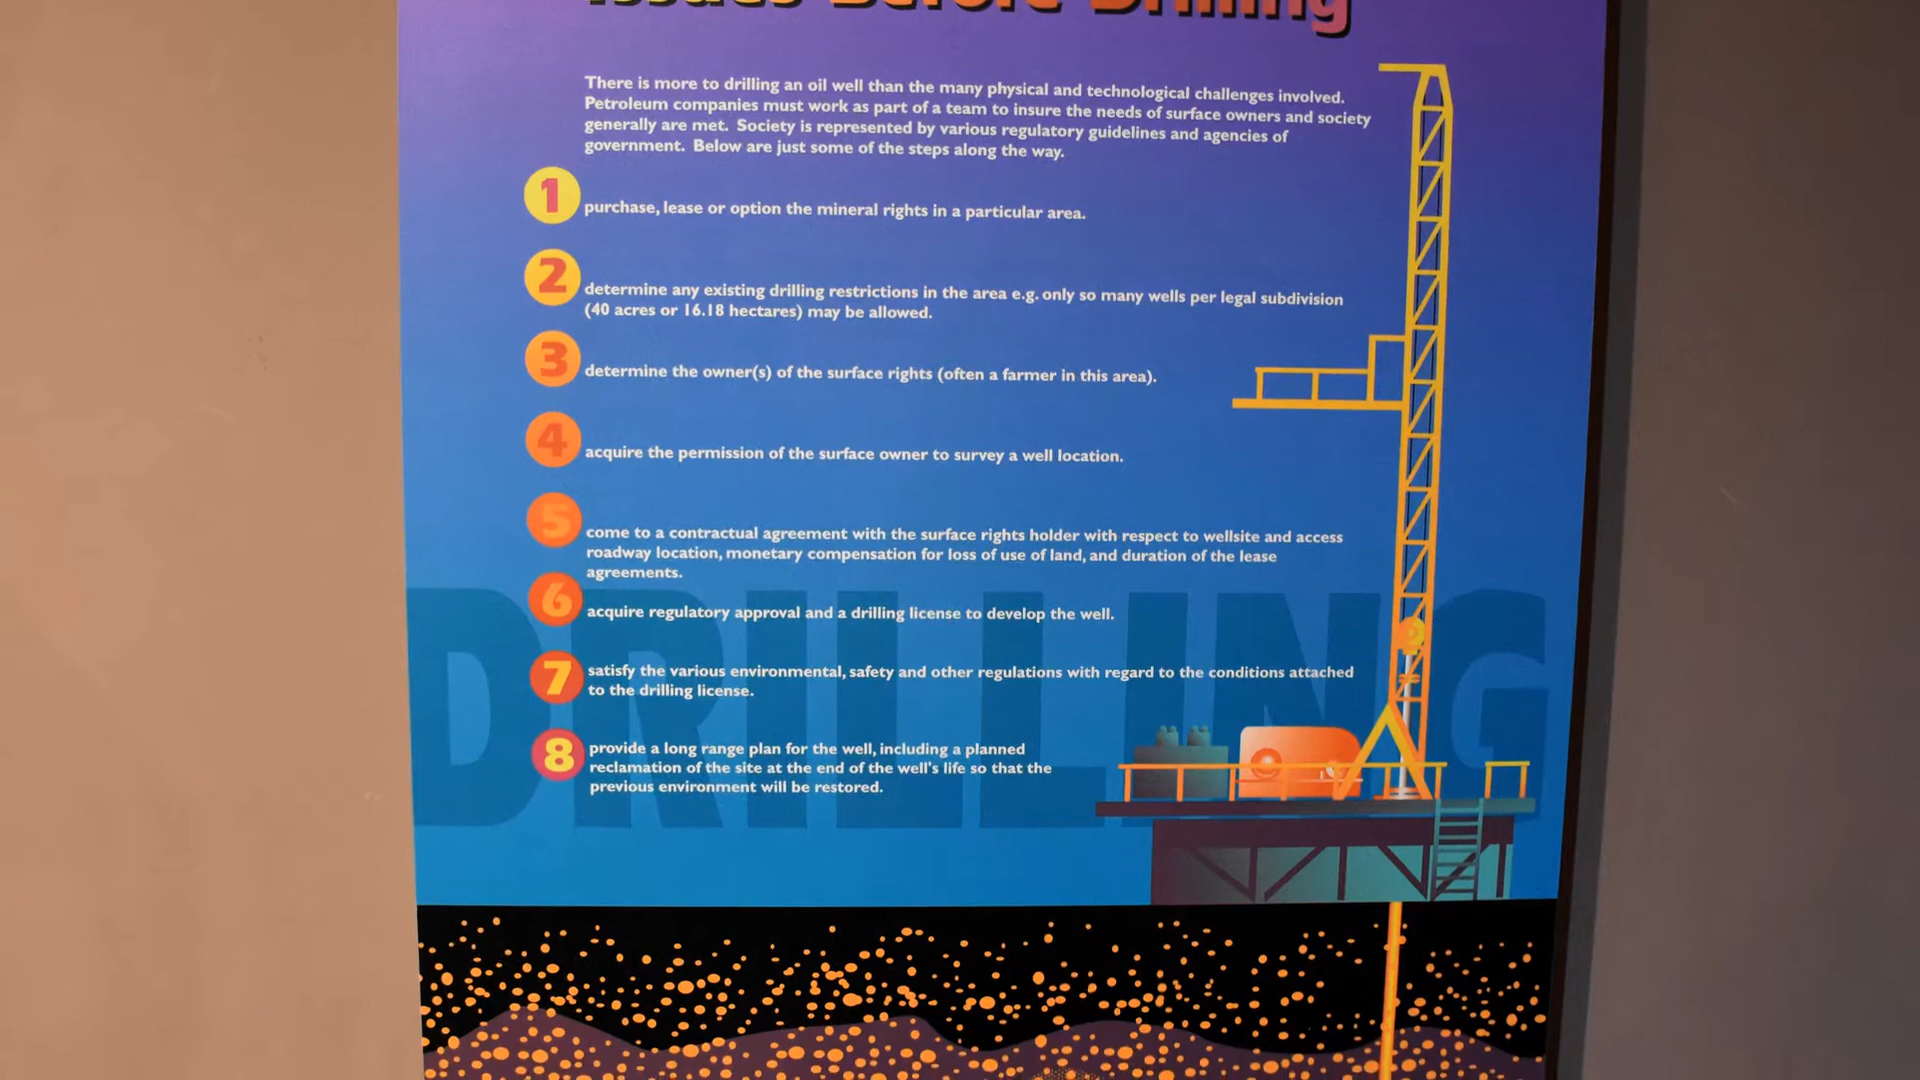 Issues Before Drilling
There is more to drilling an oil well than the many physical and technological challenges involved.
Petroleum companies must work as part of a team to insure the needs of surface owners and society
generally are met. Society is represented by various regulatory guidelines and agencies of
government. Below are just some of the steps along the way.
1 purchase, lease or option the mineral rights in a particular area.
2 determine any existing drilling restrictions in the area e.g. only so many wells per legal subdivision
(40 acres or 16.18 hectares) may be allowed.
3 determine the owner(s) of the surface rights (often a farmer in this area).
4 acquire the permission of the surface owner to survey a well location.
5 come to a contractual agreement with the surface rights holder with respect to wellsite and access
roadway location, monetary compensation for loss of use of land, and duration of the lease
agreements.
6 acquire regulatory approval and a drilling license to develop the well.
7 satisfy the various environmental, safety and other regulations with regard to the conditions attached
to the drilling license.
8 provide a long range plan for the well, including a planned
reclamation of the site at the end of the well's life so that the
previous environment will be restored.
DRILLING